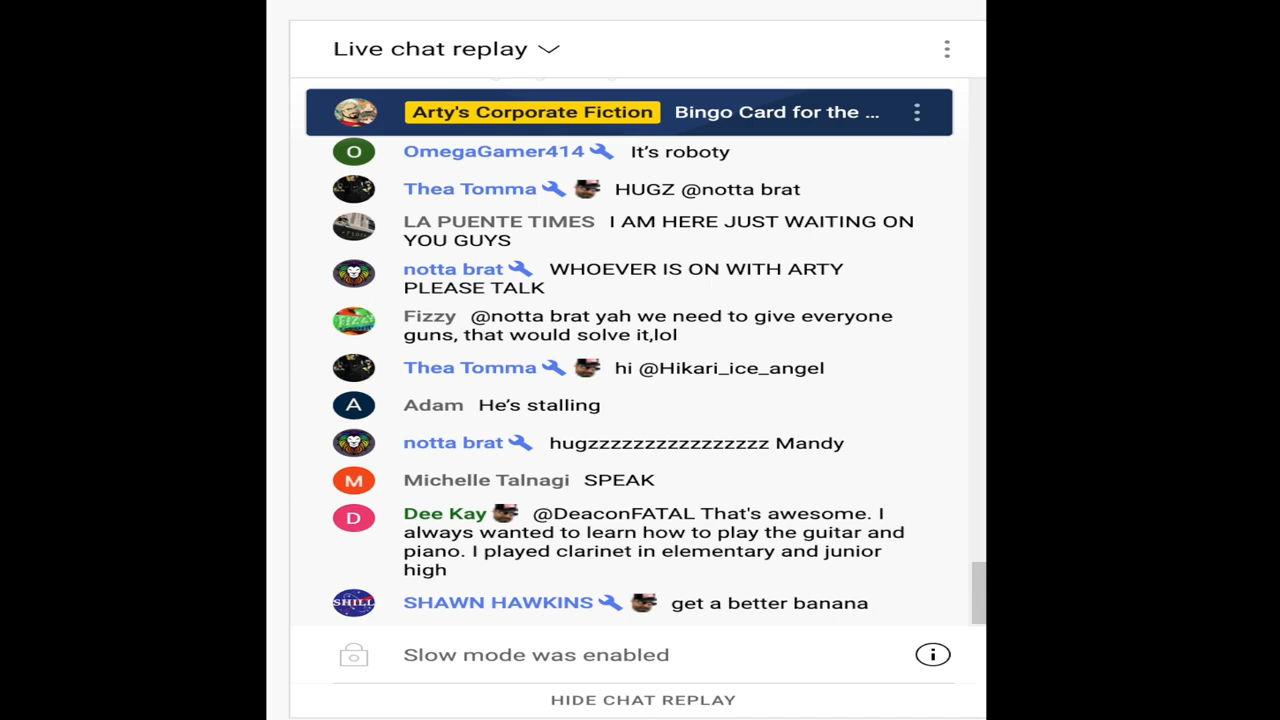 Live chat replay
Arty's Corporate Fiction Bingo Card for the ...
O OmegaGamer414 It's roboty
Thea Tomma HUGZ @notta brat
LA PUENTE TIMES I AM HERE JUST WAITING ON
YOU GUYS
notta brat WHOEVER IS ON WITH ARTY
PLEASE TALK
Fizzy @notta brat yah we need to give everyone
guns, that would solve it,lol
Thea Tomma hi @Hikari_ice_angel
A Adam He's stalling
notta brat hugzzzzzzzzzzzzzzzz Mandy
M Michelle Talnagi SPEAK
D Dee Kay @DeaconFATAL That's awesome. I
always wanted to learn how to play the guitar and
piano. I played clarinet in elementary and junior
high
SHILL SHAWN HAWKINS get a better banana
Slow mode was enabled
HIDE CHAT REPLAY